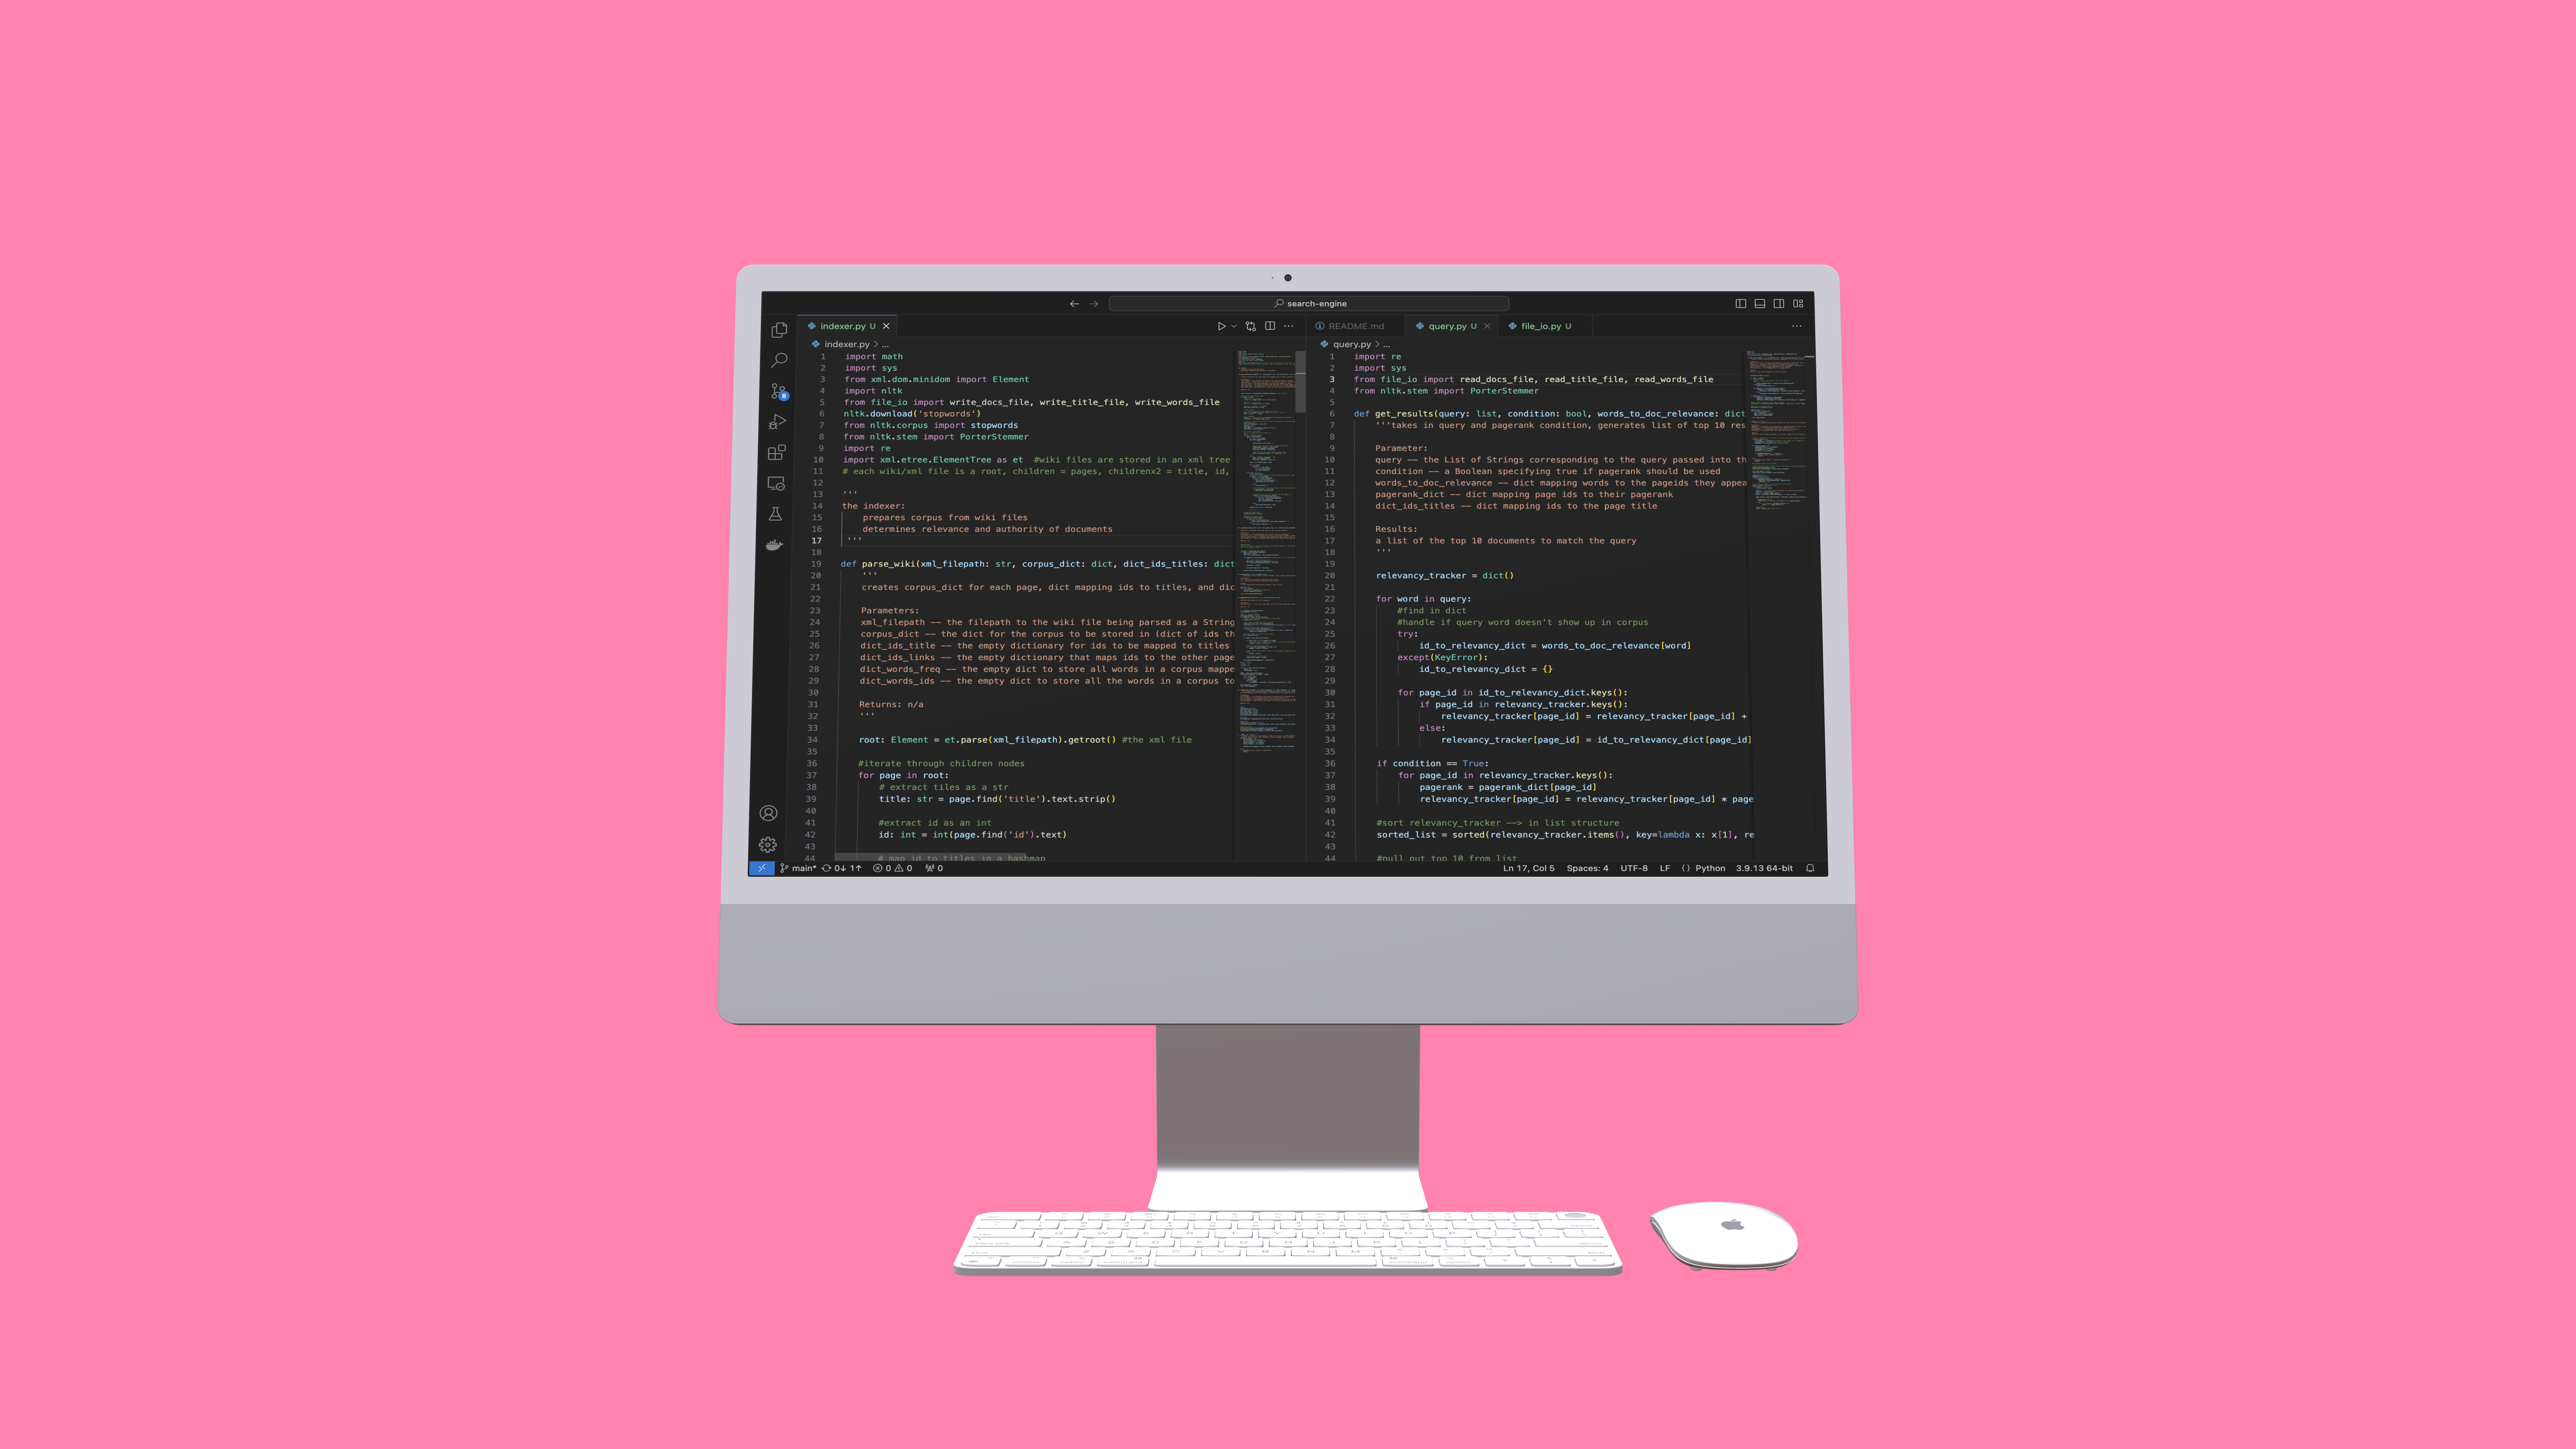 search-engine
indexer.py U
README.md
query.py U
file_io.py U
indexer.py > ...
1 import math
2 import sys
3 from xml.dom.minidom import Element
4 import nltk
5 from file_io import write_docs_file, write_title_file, write_words_file
6 nltk.download('stopwords')
7 from nltk.corpus import stopwords
8 from nltk.stem import PorterStemmer
9 import re
10 import xml.etree.ElementTree as et  #wiki files are stored in an xml tree
11 # each wiki/xml file is a root, children = pages, childrenx2 = title, id,
12
13 '''
14 the indexer:
15     prepares corpus from wiki files
16     determines relevance and authority of documents
17 '''
18
19 def parse_wiki(xml_filepath: str, corpus_dict: dict, dict_ids_titles: dict
20     '''
21     creates corpus_dict for each page, dict mapping ids to titles, and dic
22
23     Parameters:
24     xml_filepath -- the filepath to the wiki file being parsed as a String
25     corpus_dict -- the dict for the corpus to be stored in (dict of ids th
26     dict_ids_title -- the empty dictionary for ids to be mapped to titles
27     dict_ids_links -- the empty dictionary that maps ids to the other page
28     dict_words_freq -- the empty dict to store all words in a corpus mappe
29     dict_words_ids -- the empty dict to store all the words in a corpus to
30
31     Returns: n/a
32     '''
33
34     root: Element = et.parse(xml_filepath).getroot() #the xml file
35
36     #iterate through children nodes
37     for page in root:
38         # extract tiles as a str
39         title: str = page.find('title').text.strip()
40
41         #extract id as an int
42         id: int = int(page.find('id').text)
43
44         # map id to titles in a hashmap
query.py > ...
1 import re
2 import sys
3 from file_io import read_docs_file, read_title_file, read_words_file
4 from nltk.stem import PorterStemmer
5
6 def get_results(query: list, condition: bool, words_to_doc_relevance: dict
7     '''takes in query and pagerank condition, generates list of top 10 res
8
9     Parameter:
10     query -- the List of Strings corresponding to the query passed into th
11     condition -- a Boolean specifying true if pagerank should be used
12     words_to_doc_relevance -- dict mapping words to the pageids they appea
13     pagerank_dict -- dict mapping page ids to their pagerank
14     dict_ids_titles -- dict mapping ids to the page title
15
16     Results:
17     a list of the top 10 documents to match the query
18     '''
19
20     relevancy_tracker = dict()
21
22     for word in query:
23         #find in dict
24         #handle if query word doesn't show up in corpus
25         try:
26             id_to_relevancy_dict = words_to_doc_relevance[word]
27         except(KeyError):
28             id_to_relevancy_dict = {}
29
30         for page_id in id_to_relevancy_dict.keys():
31             if page_id in relevancy_tracker.keys():
32                 relevancy_tracker[page_id] = relevancy_tracker[page_id] +
33             else:
34                 relevancy_tracker[page_id] = id_to_relevancy_dict[page_id]
35
36     if condition == True:
37         for page_id in relevancy_tracker.keys():
38             pagerank = pagerank_dict[page_id]
39             relevancy_tracker[page_id] = relevancy_tracker[page_id] * page
40
41     #sort relevancy_tracker --> in list structure
42     sorted_list = sorted(relevancy_tracker.items(), key=lambda x: x[1], re
43
44     #pull out top 10 from list
main* 0↓ 1↑ 0 0 0 Ln 17, Col 5 Spaces: 4 UTF-8 LF {} Python 3.9.13 64-bit